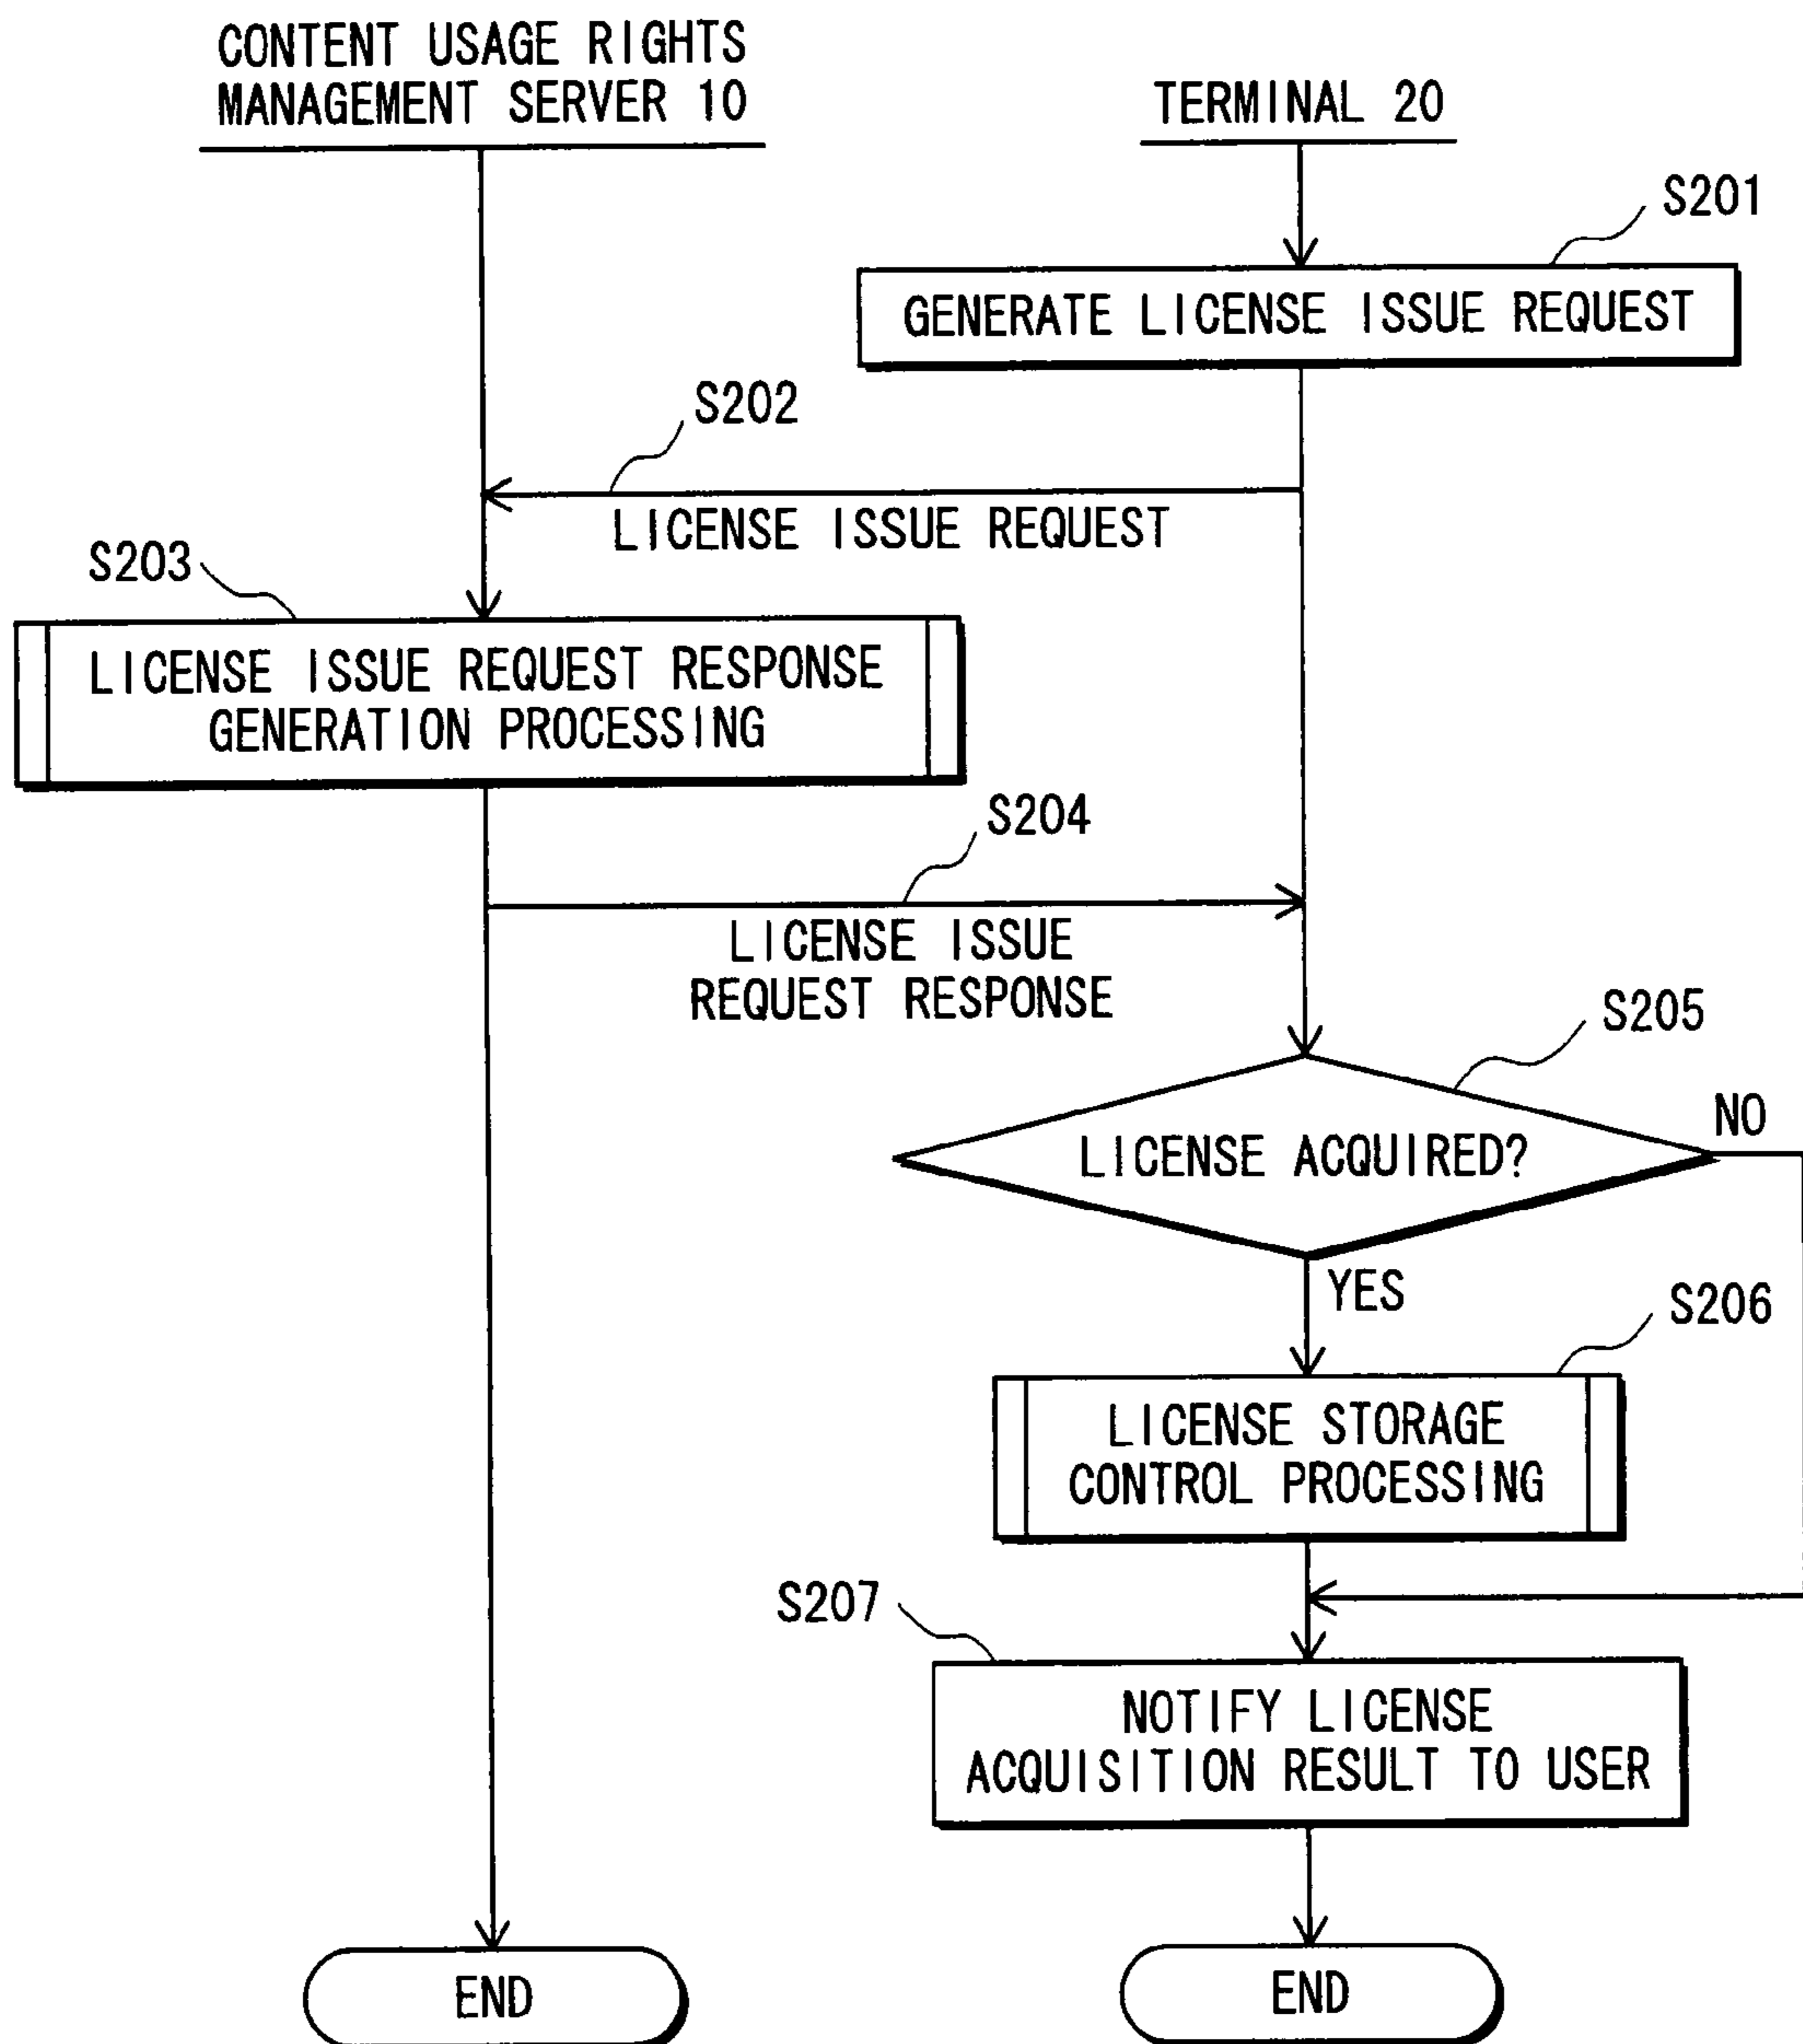 CONTENT USAGE RIGHTS
MANAGEMENT SERVER 10
TERMINAL 20
S201
GENERATE LICENSE ISSUE REQUEST
S202
LICENSE ISSUE REQUEST
S203
LICENSE ISSUE REQUEST RESPONSE
GENERATION PROCESSING
S204
LICENSE ISSUE
REQUEST RESPONSE
S205
LICENSE ACQUIRED?
NO
YES
S206
LICENSE STORAGE
CONTROL PROCESSING
S207
NOTIFY LICENSE
ACQUISITION RESULT TO USER
END
END